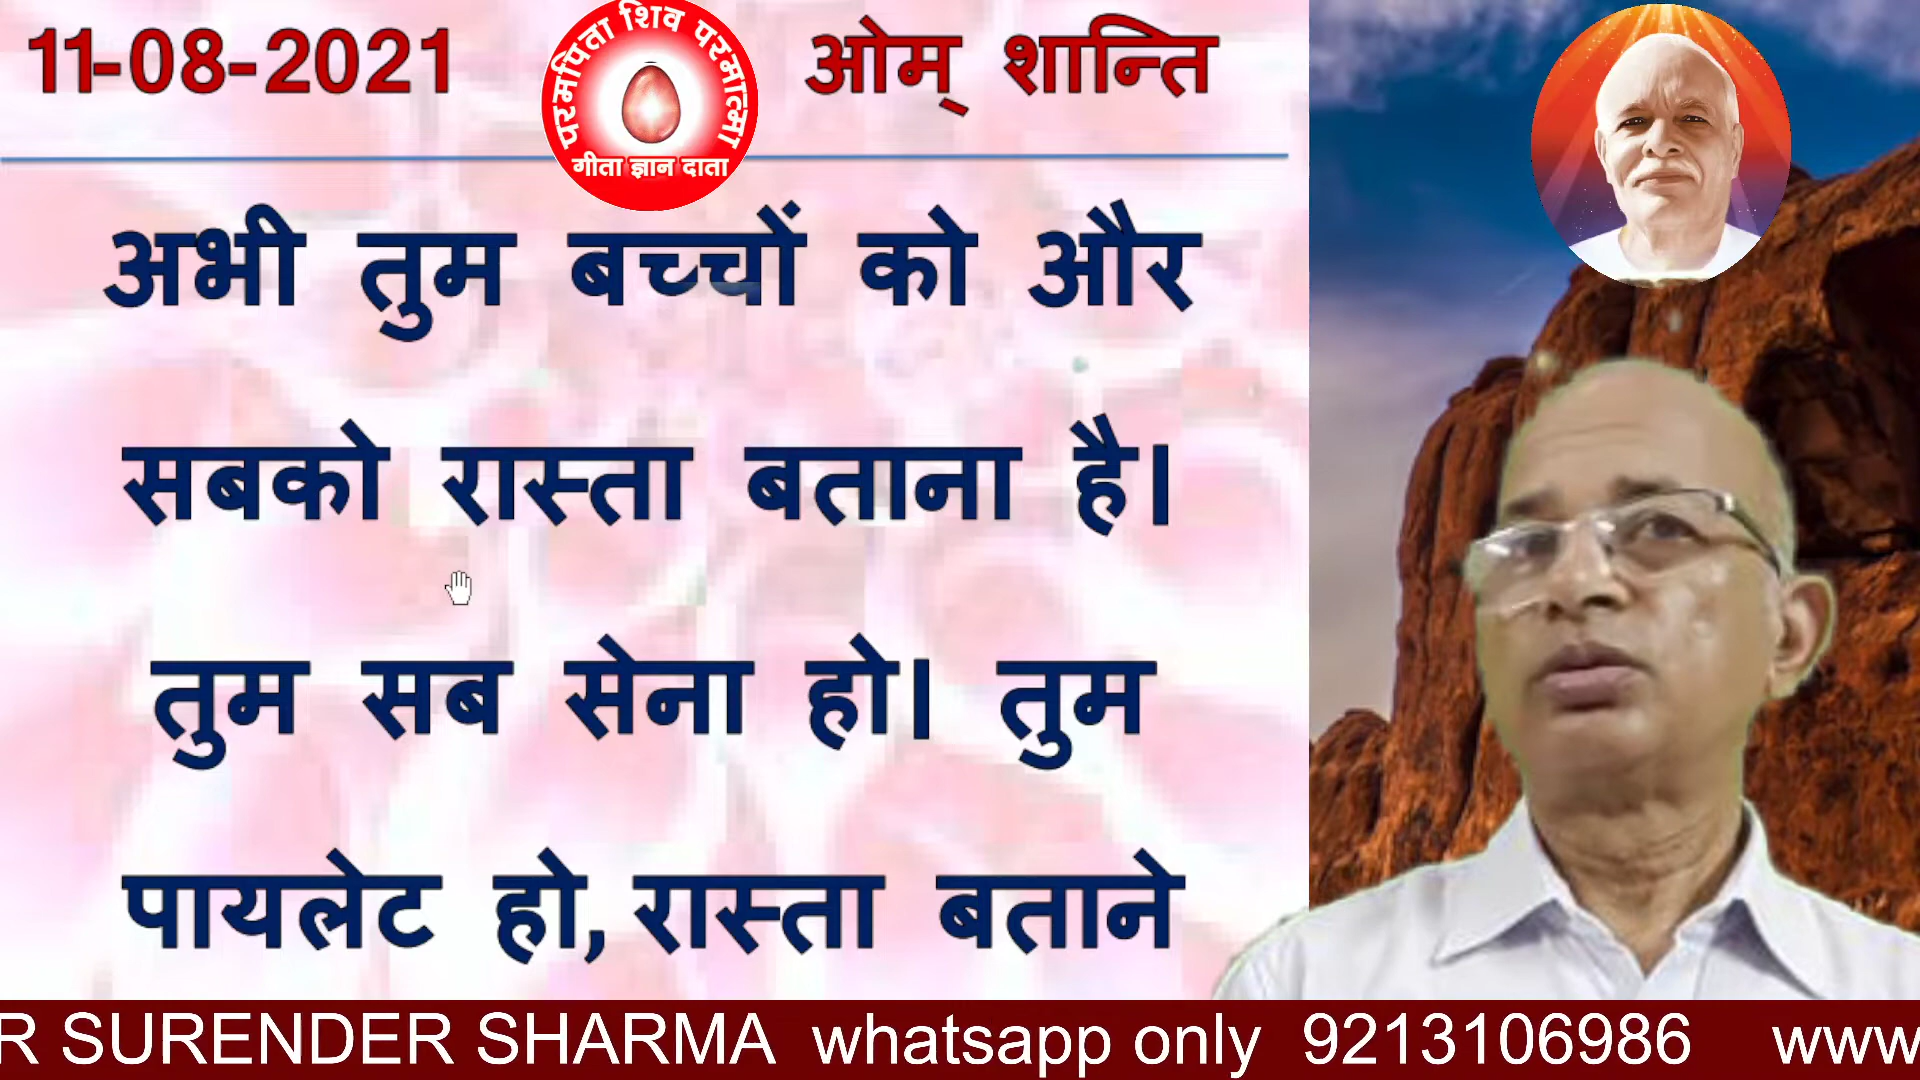 11-08-2021
परमपिता शिव परमात्मा
गीता ज्ञान दाता
ओम् शान्ति
अभी तुम बच्चों को और
सबको रास्ता बताना है।
तुम सब सेना हो। तुम
पायलेट हो, रास्ता बताने
R SURENDER SHARMA whatsapp only 9213106986 www